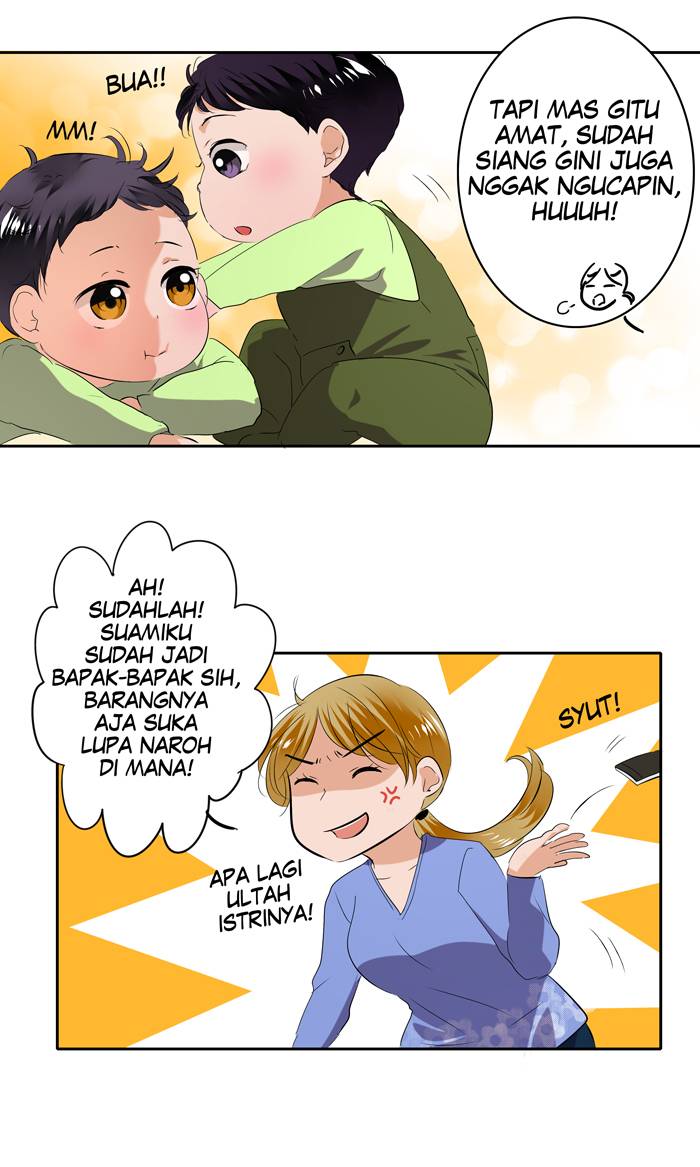 BUA!!
MM!
TAPI MAS GITU
AMAT, SUDAH
SIANG GINI JUGA
NGGAK NGUCAPIN,
HUUUH!
AH!
SUDAHLAH!
SUAMIKU
SUDAH JADI
BAPAK-BAPAK SIH,
BARANGNYA
AJA SUKA
LUPA NAROH
DI MANA!
SYUT!
APA LAGI
ULTAH
ISTRINYA!